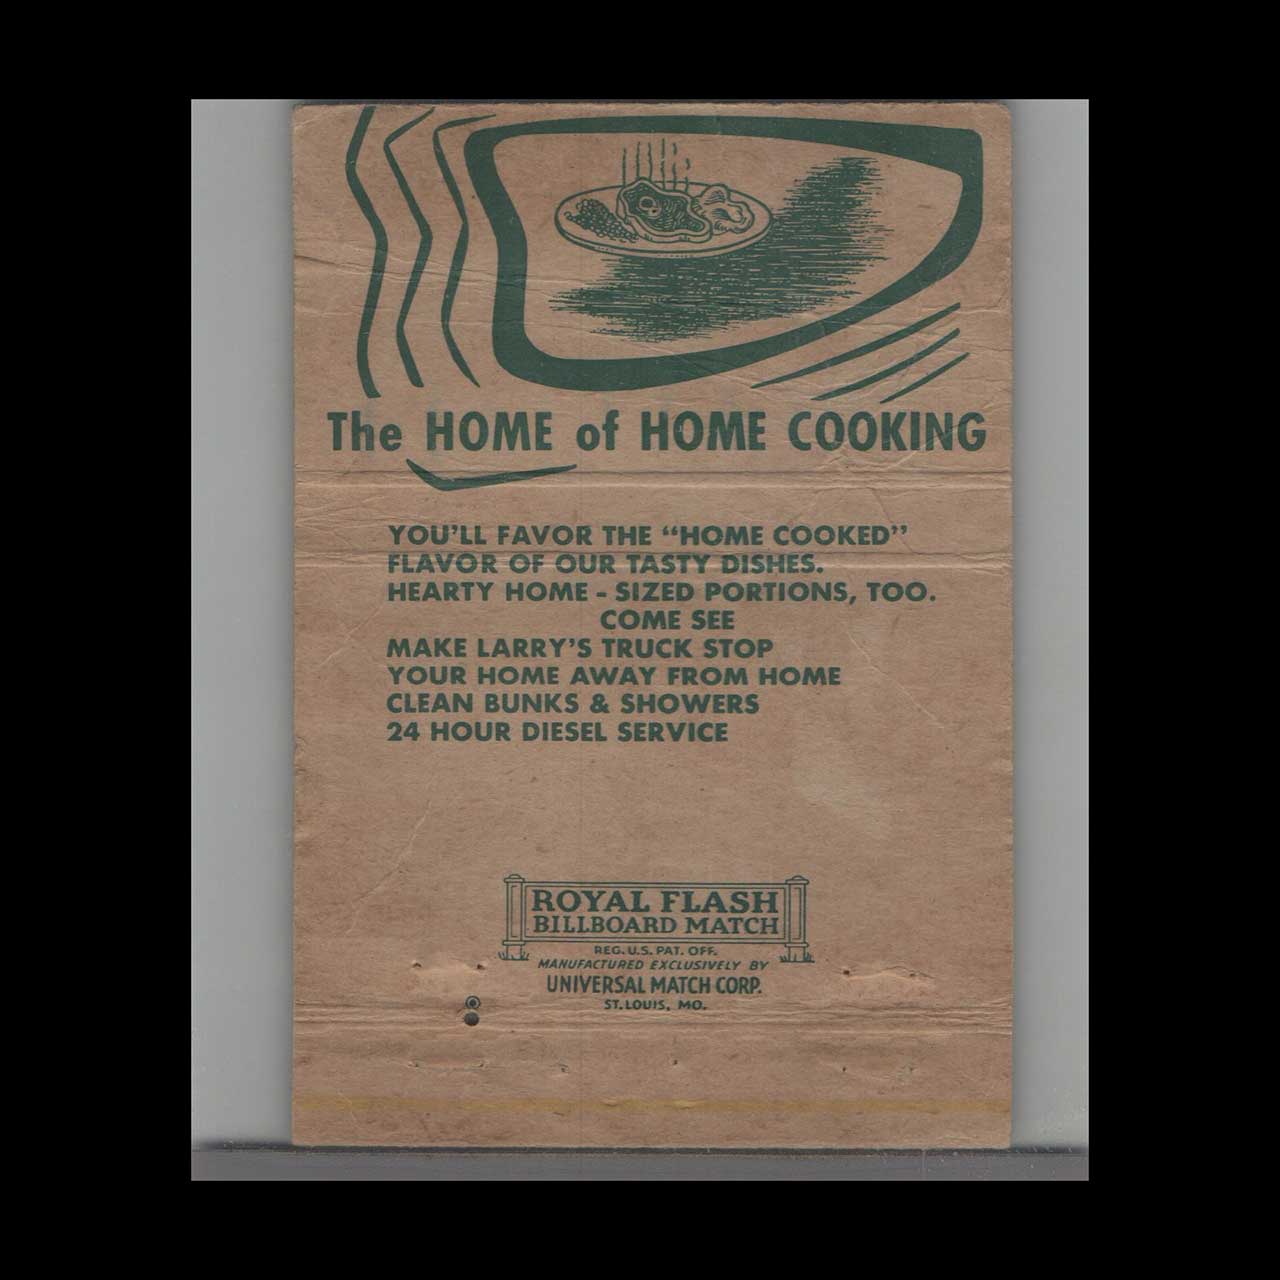 The HOME of HOME COOKING
YOU'LL FAVOR THE "HOME COOKED"
FLAVOR OF OUR TASTY DISHES.
HEARTY HOME - SIZED PORTIONS, TOO.
COME SEE
MAKE LARRY'S TRUCK STOP
YOUR HOME AWAY FROM HOME
CLEAN BUNKS & SHOWERS
24 HOUR DIESEL SERVICE
ROYAL FLASH
BILLBOARD MATCH
REG. U.S. PAT. OFF.
MANUFACTURED EXCLUSIVELY BY
UNIVERSAL MATCH CORP.
ST. LOUIS, MO.